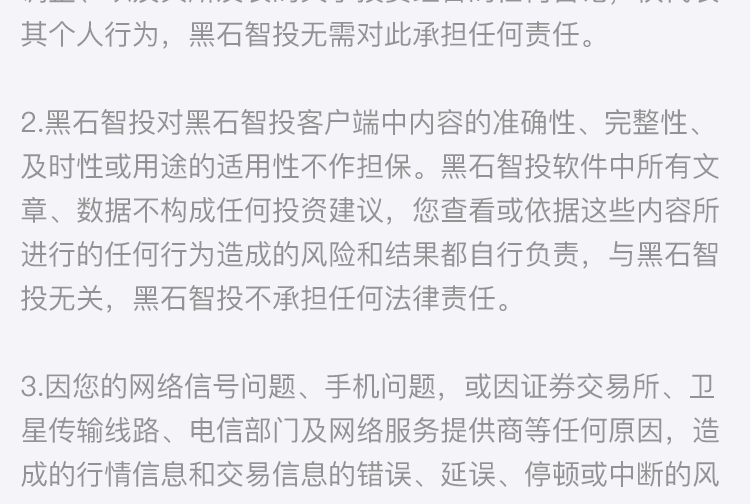 其个人行为，黑石智投无需对此承担任何责任。
2.黑石智投对黑石智投客户端中内容的准确性、完整性、
及时性或用途的适用性不作担保。黑石智投软件中所有文
章、数据不构成任何投资建议，您查看或依据这些内容所
进行的任何行为造成的风险和结果都自行负责，与黑石智
投无关，黑石智投不承担任何法律责任。
3.因您的网络信号问题、手机问题，或因证券交易所、卫
星传输线路、电信部门及网络服务提供商等任何原因，造
成的行情信息和交易信息的错误、延误、停顿或中断的风